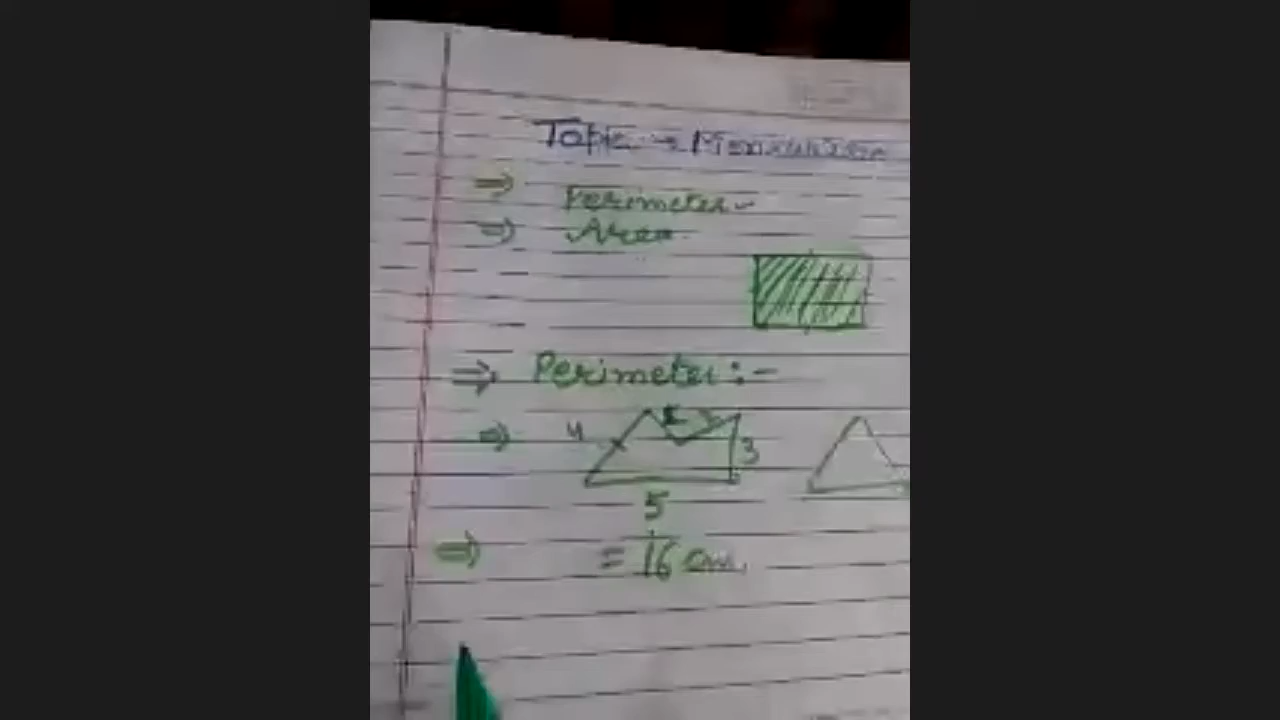 Topic → Mensuration
⇒ Perimeter -
⇒ Area
⇒ Perimeter :-
⇒ 4 3
5
⇒ = 16 cm.